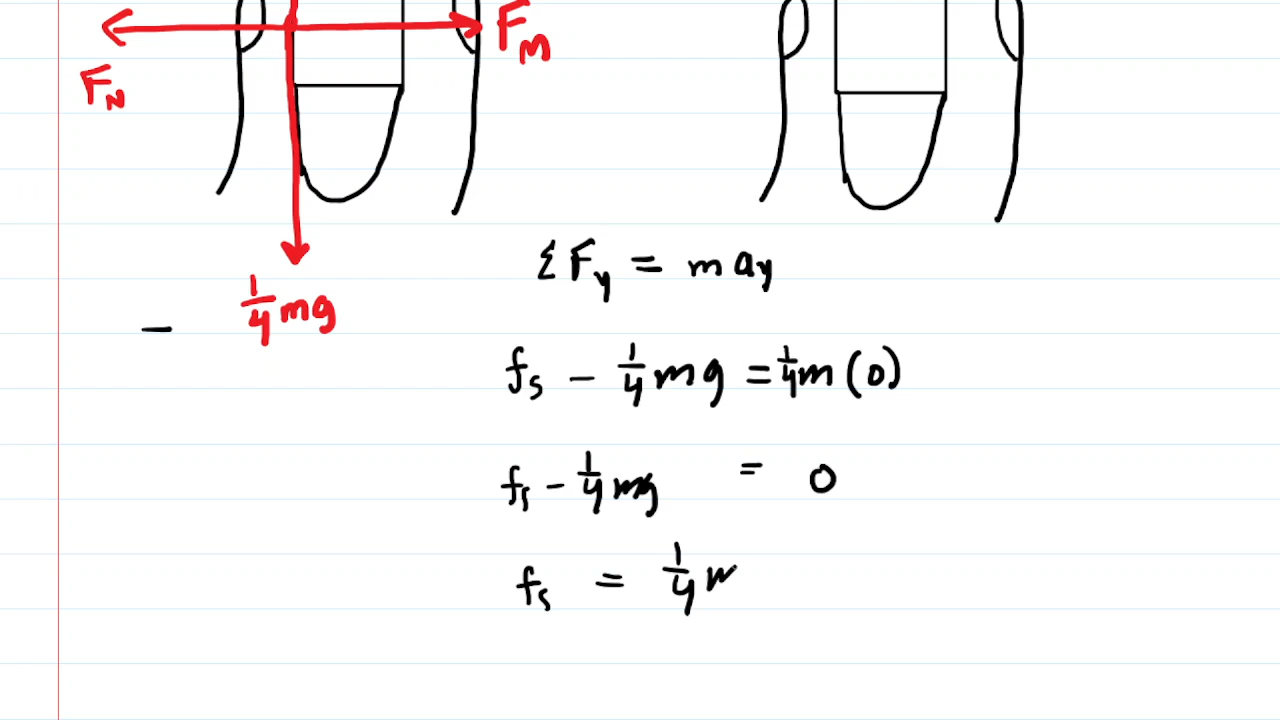 F_M
F_N
ΣF_y = m a_y
1/4 mg
−
f_s − 1/4 mg = 1/4 m (0)
f_s − 1/4 mg = 0
f_s = 1/4 m